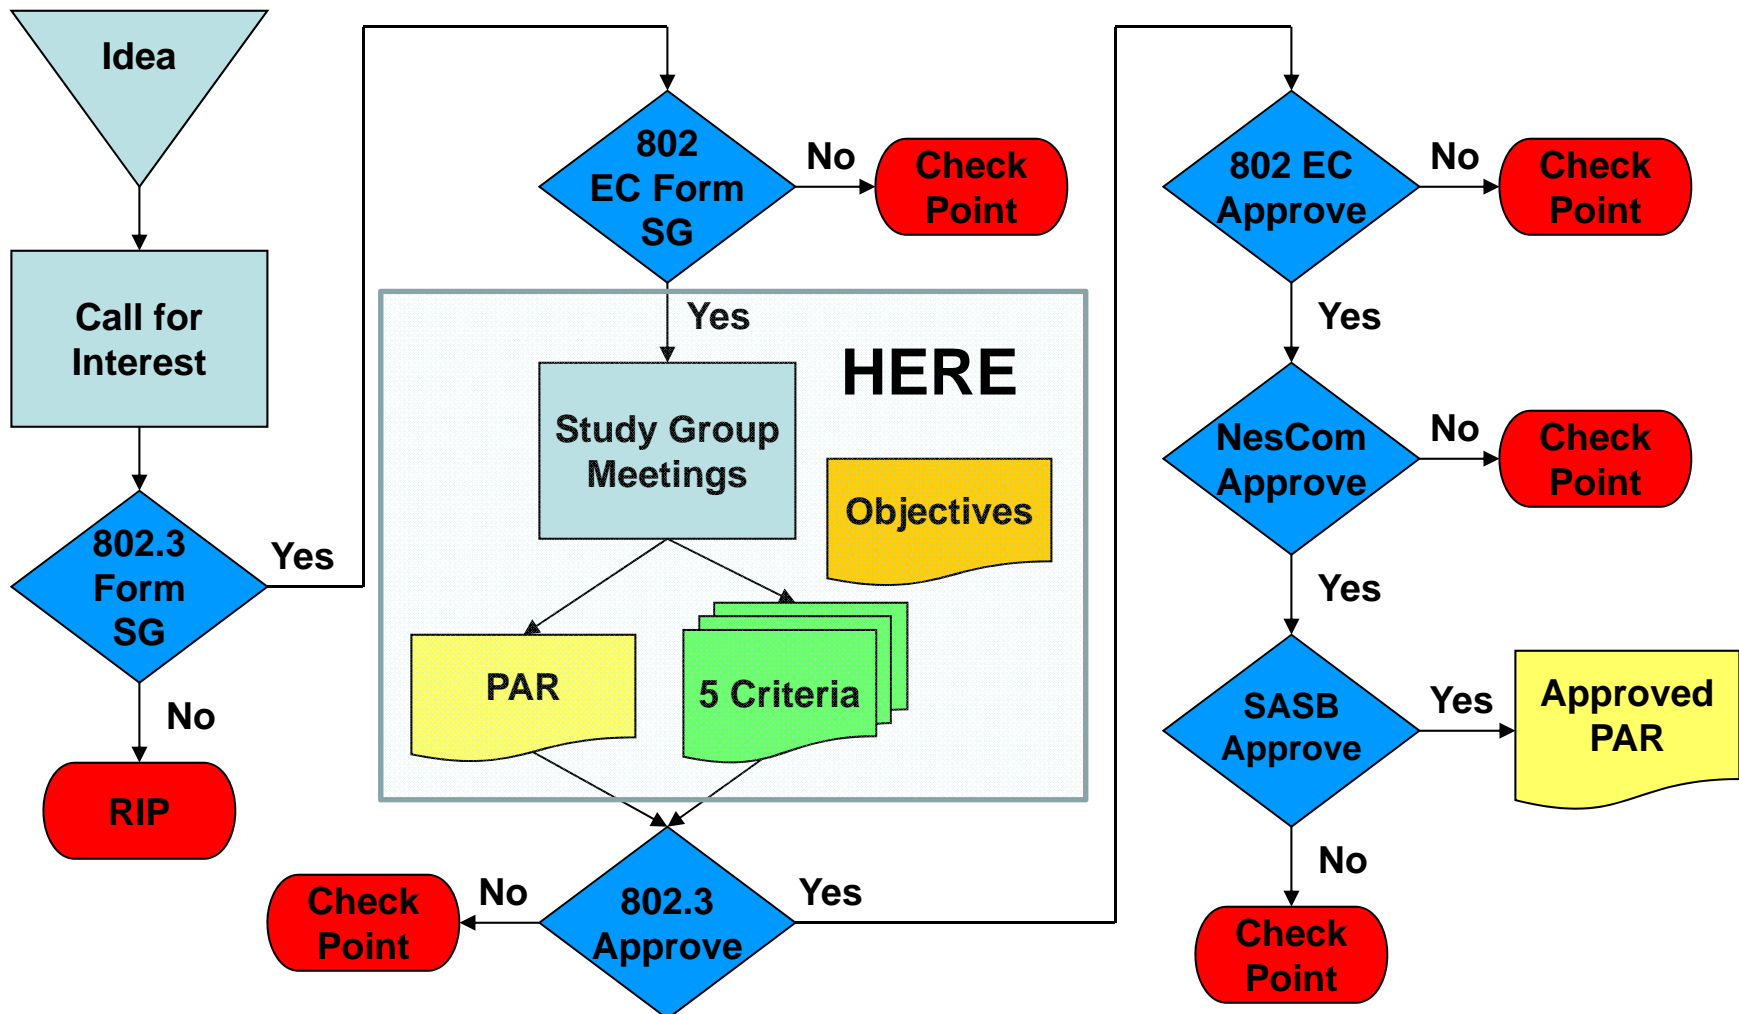 Idea
Call for
Interest
802.3
Form
SG
Yes
No
RIP
802
EC Form
SG
No
Check
Point
Yes
HERE
Study Group
Meetings
Objectives
PAR
5 Criteria
802.3
Approve
No
Check
Point
Yes
802 EC
Approve
No
Check
Point
Yes
NesCom
Approve
No
Check
Point
Yes
SASB
Approve
Yes
Approved
PAR
No
Check
Point